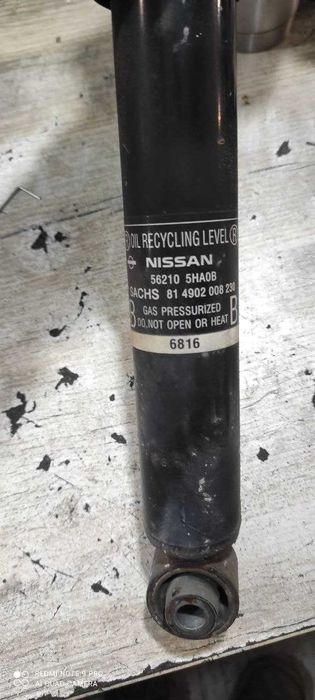 OIL RECYCLING LEVEL
NISSAN
56210 5HA0B
SACHS 81 4902 008 230
GAS PRESSURIZED
B DO NOT OPEN OR HEAT B
6816
REDMI NOTE 9 PRO
AI QUAD CAMERA